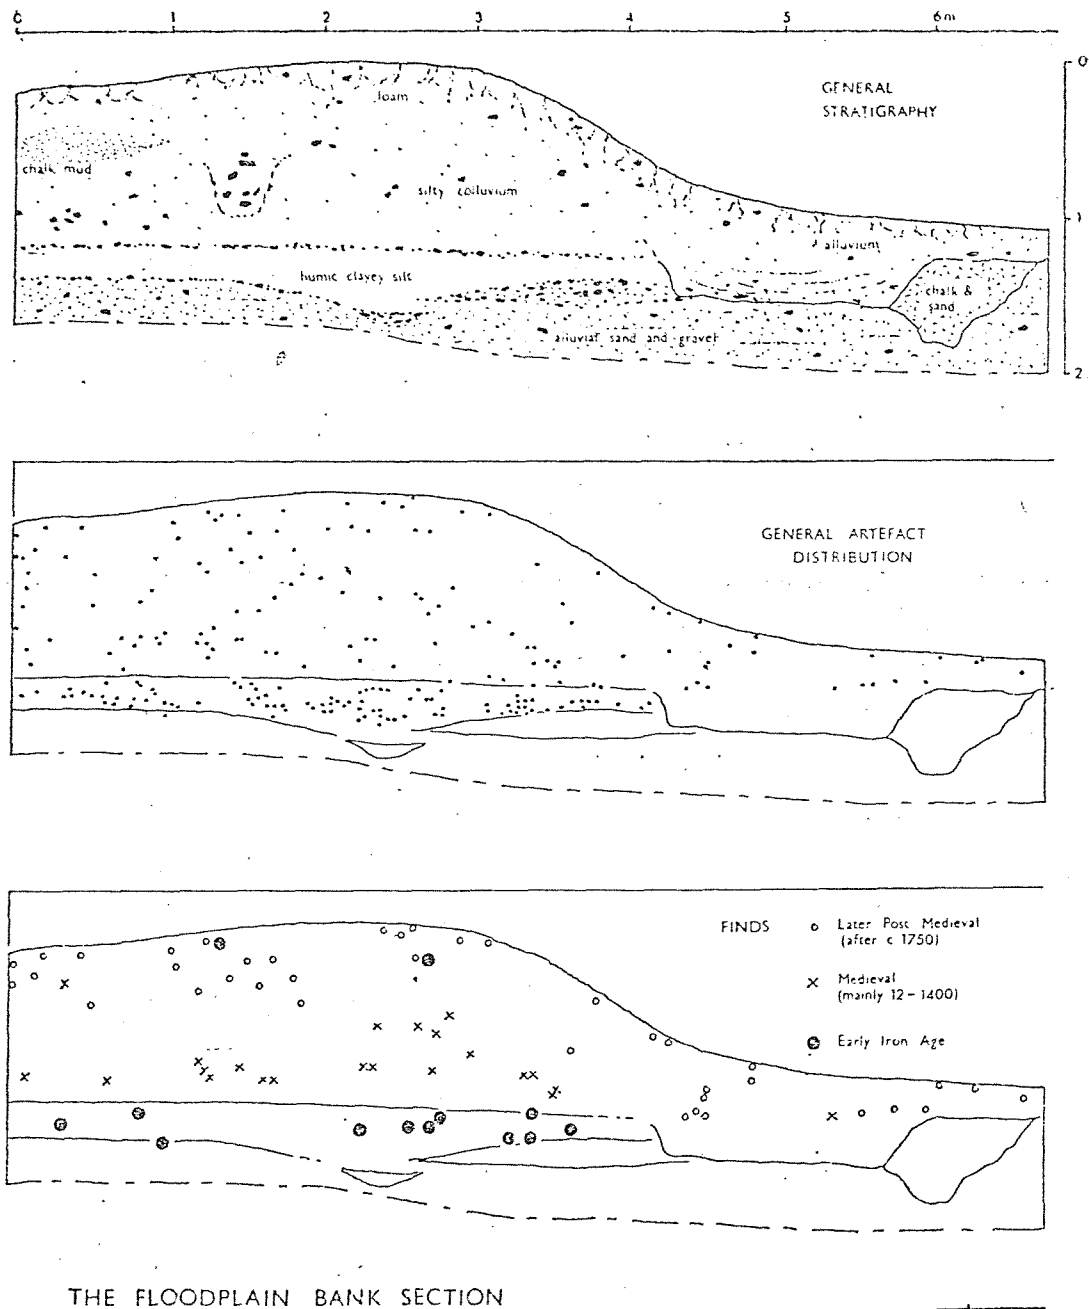 0 1 2 3 4 5 6m
0
GENERAL
STRATIGRAPHY
loam
chalk mud
silty colluvium
1
alluvium
humic clayey silt
chalk &
sand
alluvial sand and gravel
2
GENERAL ARTEFACT
DISTRIBUTION
FINDS
Later Post Medieval
(after c 1750)
Medieval
(mainly 12-1400)
Early Iron Age
THE FLOODPLAIN BANK SECTION